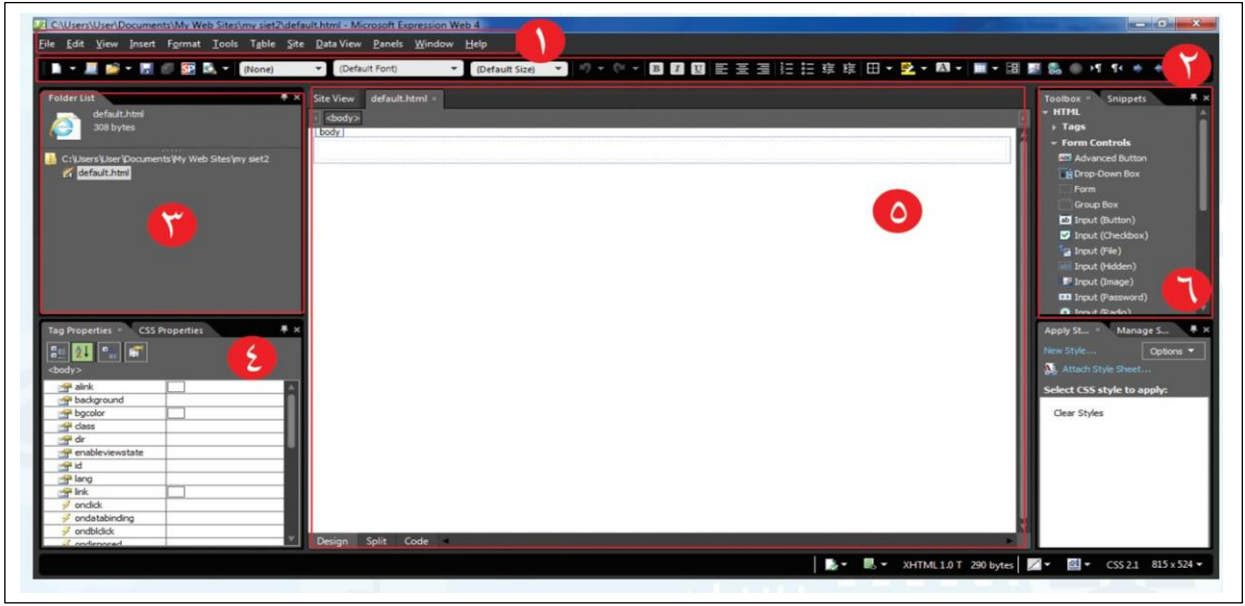 C:\Users\User\Documents\My Web Sites\my siet2\default.html - Microsoft Expression Web 4
١
File Edit View Insert Format Tools Table Site Data View Panels Window Help
(None) (Default Font) (Default Size) B I U A
٢
Folder List
default.html
308 bytes
C:\Users\User\Documents\My Web Sites\my siet2
default.html
٣
Tag Properties × CSS Properties
٤
<body>
alink
background
bgcolor
class
dir
enableviewstate
id
lang
link
onclick
ondatabinding
ondblclick
ondisposed
Site View default.html ×
<body>
body
٥
Design Split Code
Toolbox × Snippets
HTML
Tags
Form Controls
Advanced Button
Drop-Down Box
Form
Group Box
Input (Button)
Input (Checkbox)
Input (File)
Input (Hidden)
Input (Image)
Input (Password)
Input (Radio)
٦
Apply St... × Manage S...
New Style... Options
Attach Style Sheet...
Select CSS style to apply:
Clear Styles
XHTML 1.0 T 290 bytes CSS 2.1 815 x 524